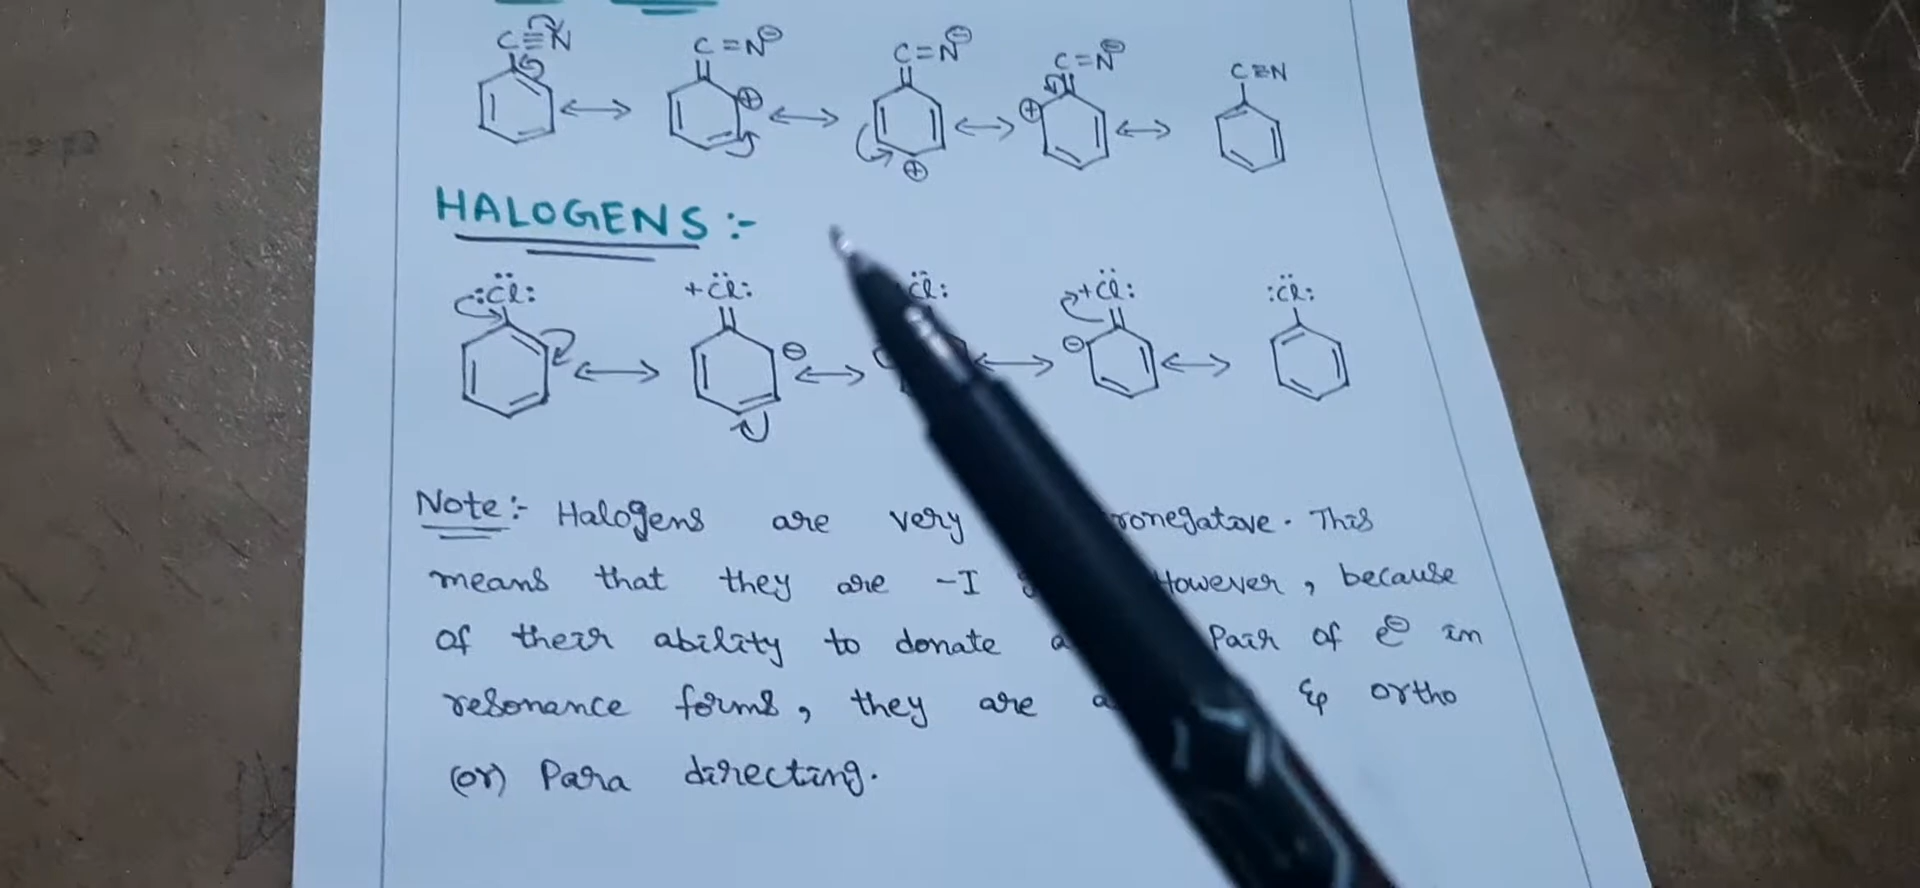 C≡N C=N⊖ C=N⊖ C=N⊖ C≡N
⊕ ⊕ ⊕
HALOGENS :-
:C̈l: +C̈l: C̈l: +C̈l: :C̈l:
⊖ ⊖
Note :- Halogens are very ronegative. This
means that they are -I However, because
of their ability to donate a Pair of e⊖ in
resonance forms, they are a & ortho
(or) Para directing.